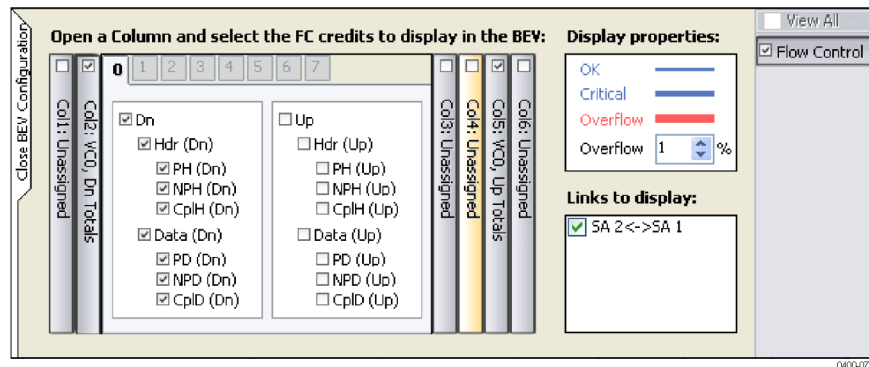 Close BEV Configuration
Open a Column and select the FC credits to display in the BEV:
Col1: Unassigned
Col2: VC0, Dn Totals
0 1 2 3 4 5 6 7
Dn
Hdr (Dn)
PH (Dn)
NPH (Dn)
CplH (Dn)
Data (Dn)
PD (Dn)
NPD (Dn)
CplD (Dn)
Up
Hdr (Up)
PH (Up)
NPH (Up)
CplH (Up)
Data (Up)
PD (Up)
NPD (Up)
CplD (Up)
Col3: Unassigned
Col4: Unassigned
Col5: VC0, Up Totals
Col6: Unassigned
Display properties:
OK
Critical
Overflow
Overflow 1 %
Links to display:
SA 2<->SA 1
View All
Flow Control
0400-07